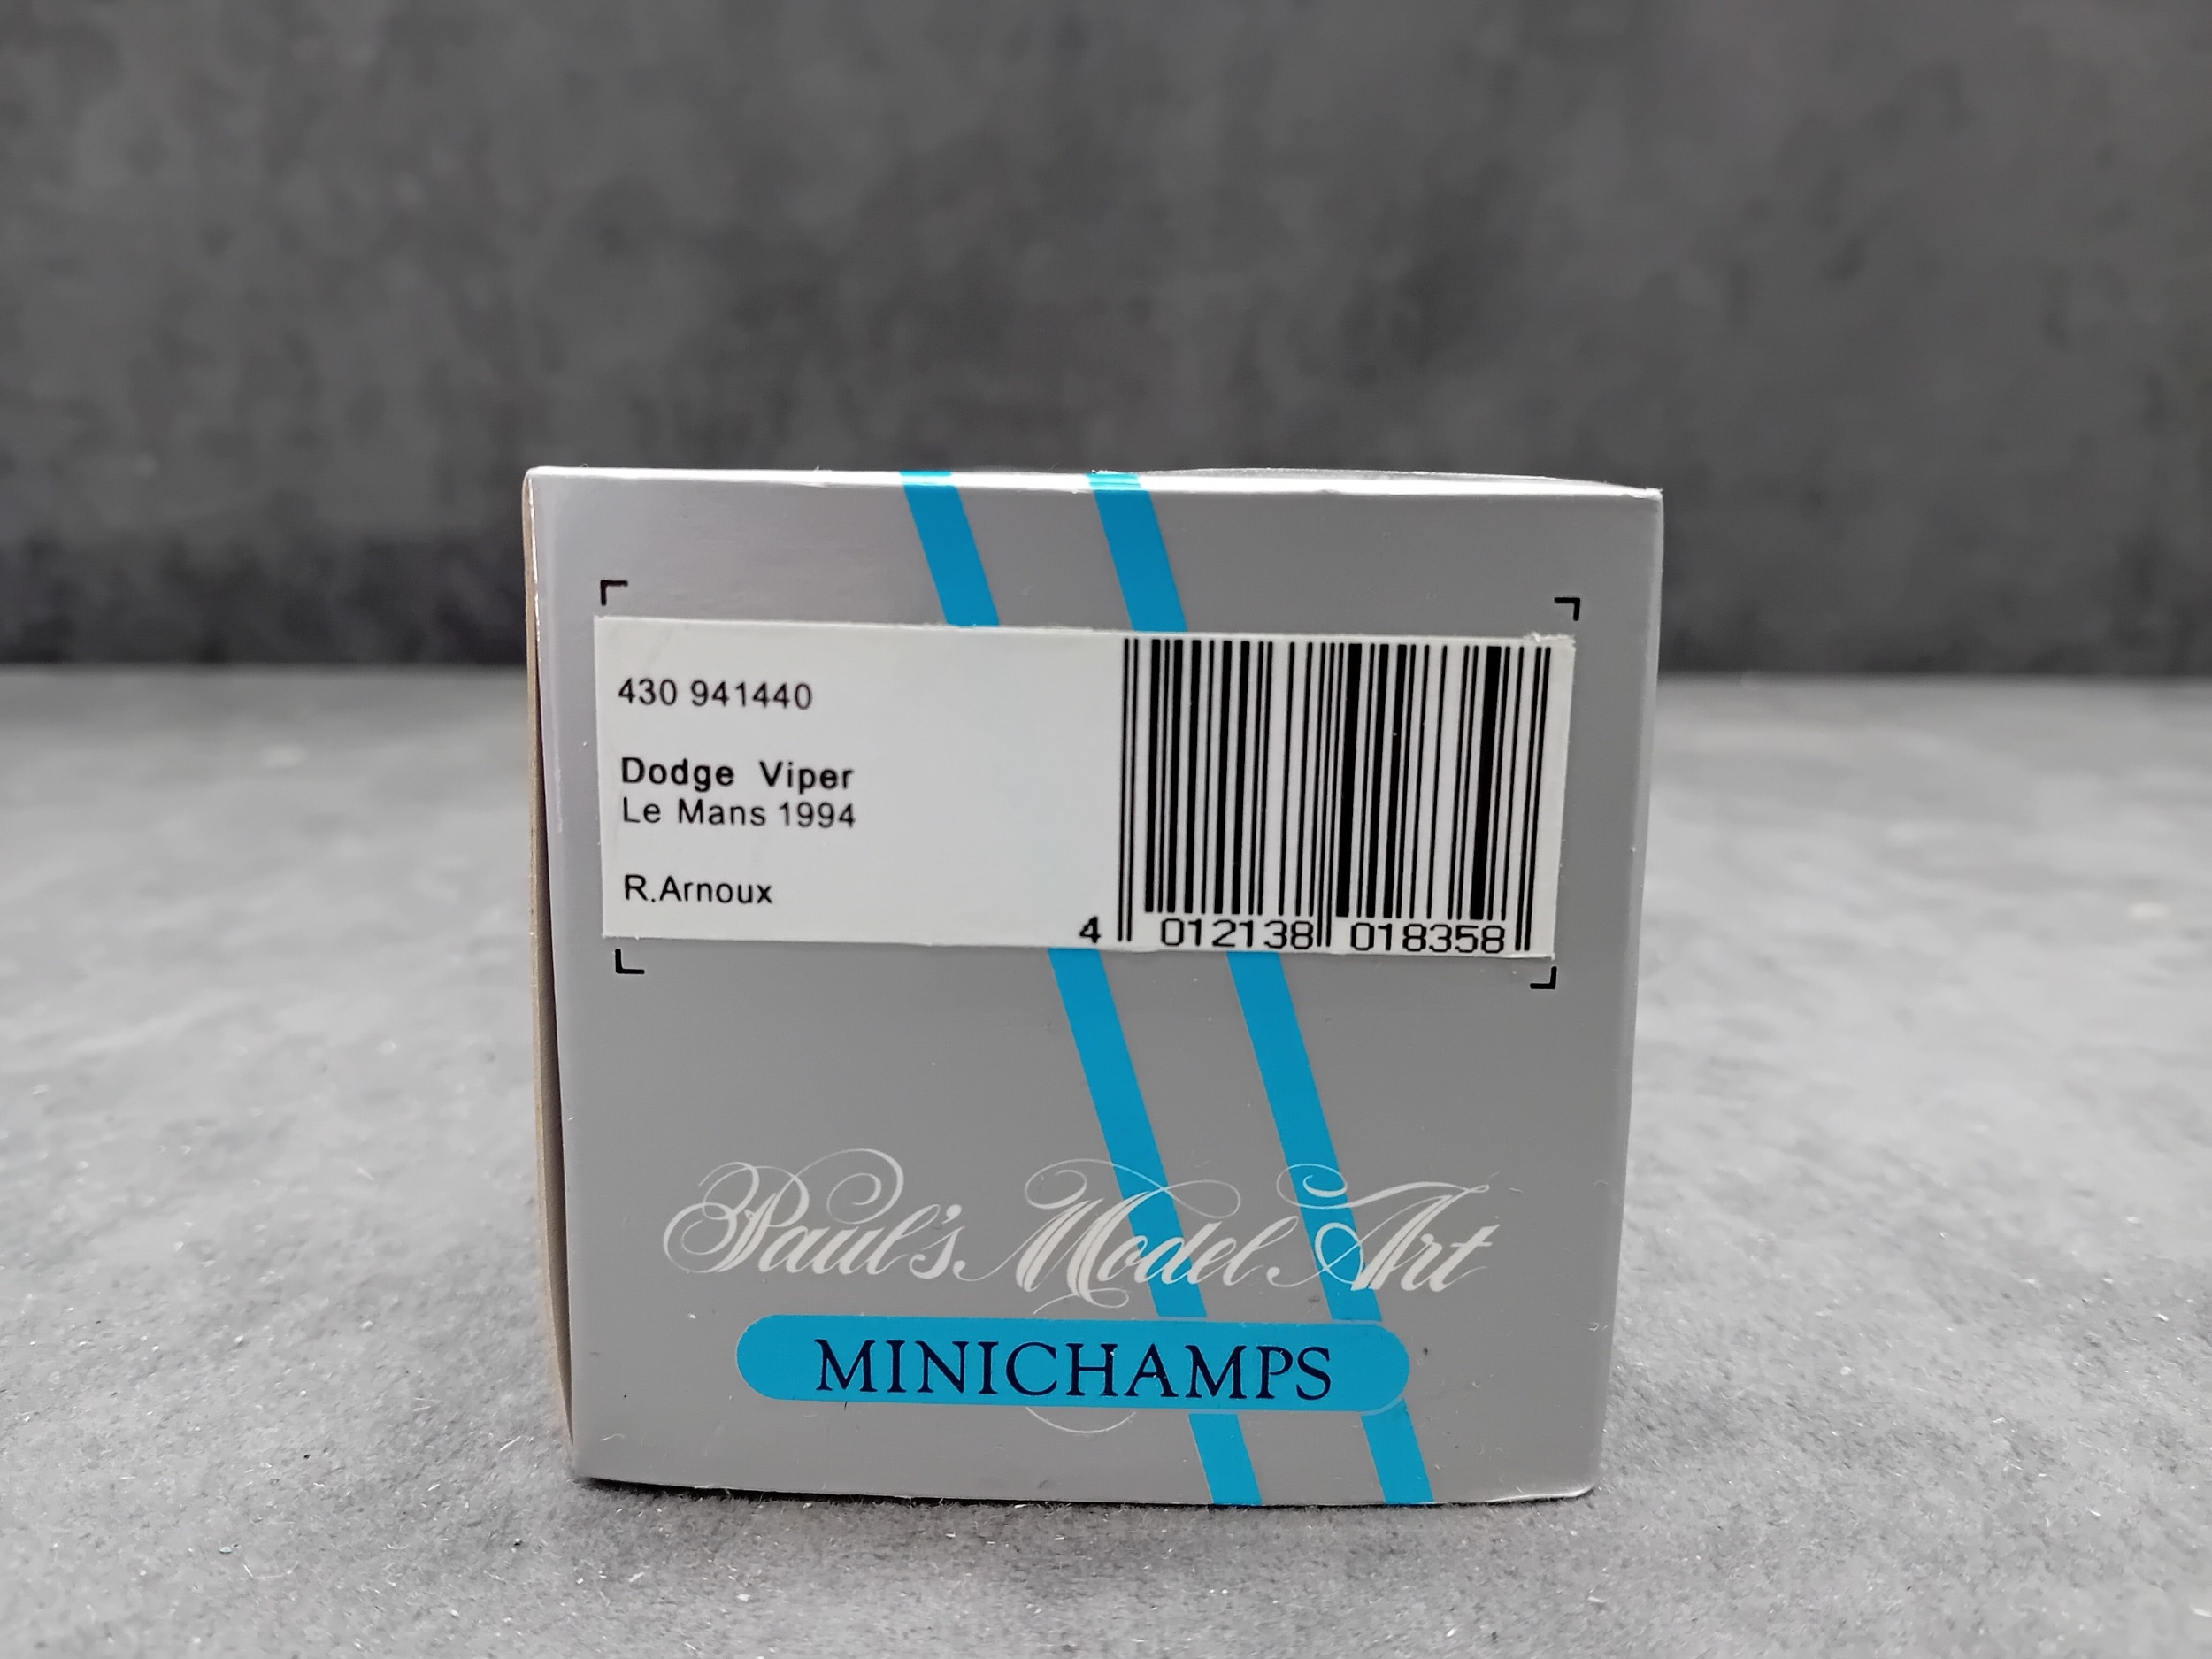 430 941440
Dodge Viper
Le Mans 1994
R.Arnoux
4 012138 018358
Paul's Model Art
MINICHAMPS